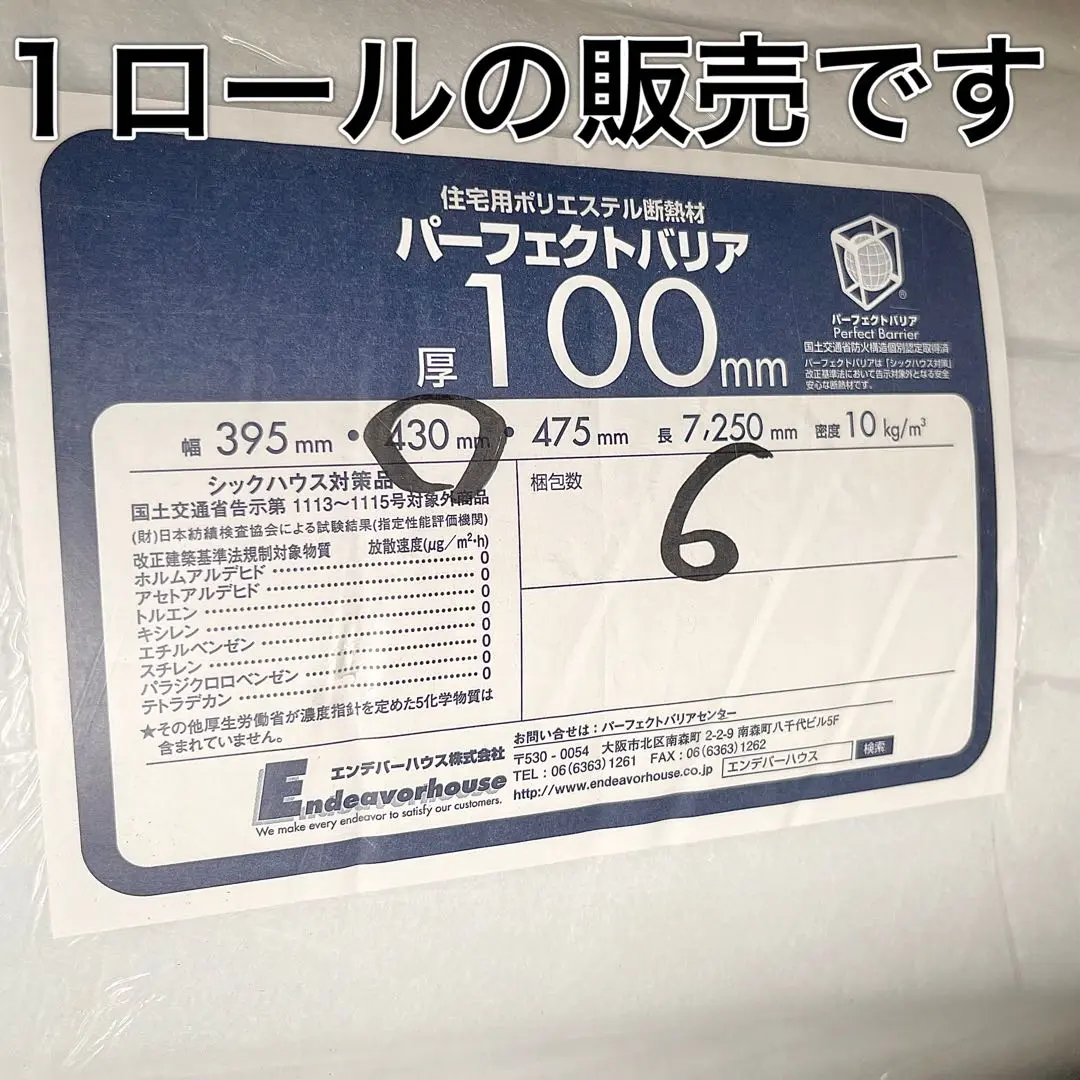 1ロールの販売です
住宅用ポリエステル断熱材
パーフェクトバリア
厚100mm
パーフェクトバリア
Perfect Barrier
国土交通省防火構造個別認定取得済
パーフェクトバリアは「シックハウス対策」
改正基準法において告示対象外となる安全
安心な断熱材です。
幅 395mm・430mm・475mm 長 7,250mm 密度10kg/m³
シックハウス対策品
国土交通省告示第 1113〜1115号対象外商品
(財)日本紡績検査協会による試験結果(指定性能評価機関)
改正建築基準法規制対象物質 放散速度(μg/m²・h)
ホルムアルデヒド 0
アセトアルデヒド 0
トルエン 0
キシレン 0
エチルベンゼン 0
スチレン 0
パラジクロロベンゼン 0
テトラデカン 0
★その他厚生労働省が濃度指針を定めた5化学物質は
含まれていません。
梱包数
6
エンデバーハウス株式会社
Endeavorhouse
We make every endeavor to satisfy our customers.
お問い合せは：パーフェクトバリアセンター
〒530-0054 大阪市北区南森町 2-2-9 南森町八千代ビル5F
TEL：06(6363)1261 FAX：06(6363)1262
http://www.endeavorhouse.co.jp エンデバーハウス 検索